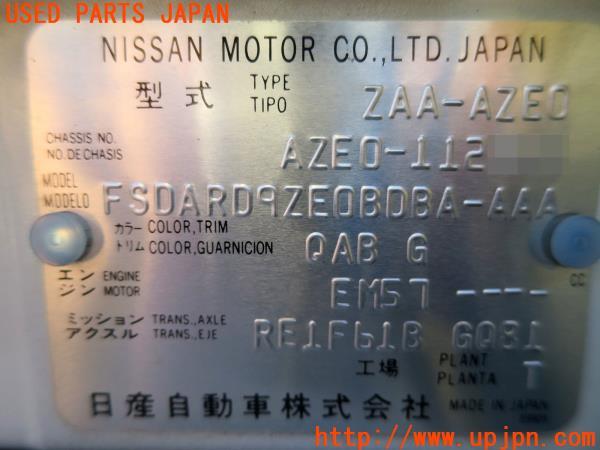 USED PARTS JAPAN
NISSAN MOTOR CO.,LTD. JAPAN
型式 TYPE TIPO ZAA-AZE0
CHASSIS NO. NO. DE CHASIS AZE0-112
MODEL MODELO FSDARD9ZE0BDBA-AAA
カラー COLOR, TRIM
トリム COLOR, GUARNICION QAB G
エンジン ENGINE MOTOR EM57 ---- CC
ミッション TRANS., AXLE
アクスル TRANS., EJE RE1F61B GQ81
工場 PLANT PLANTA T
日産自動車株式会社 MADE IN JAPAN
http://www.upjpn.com